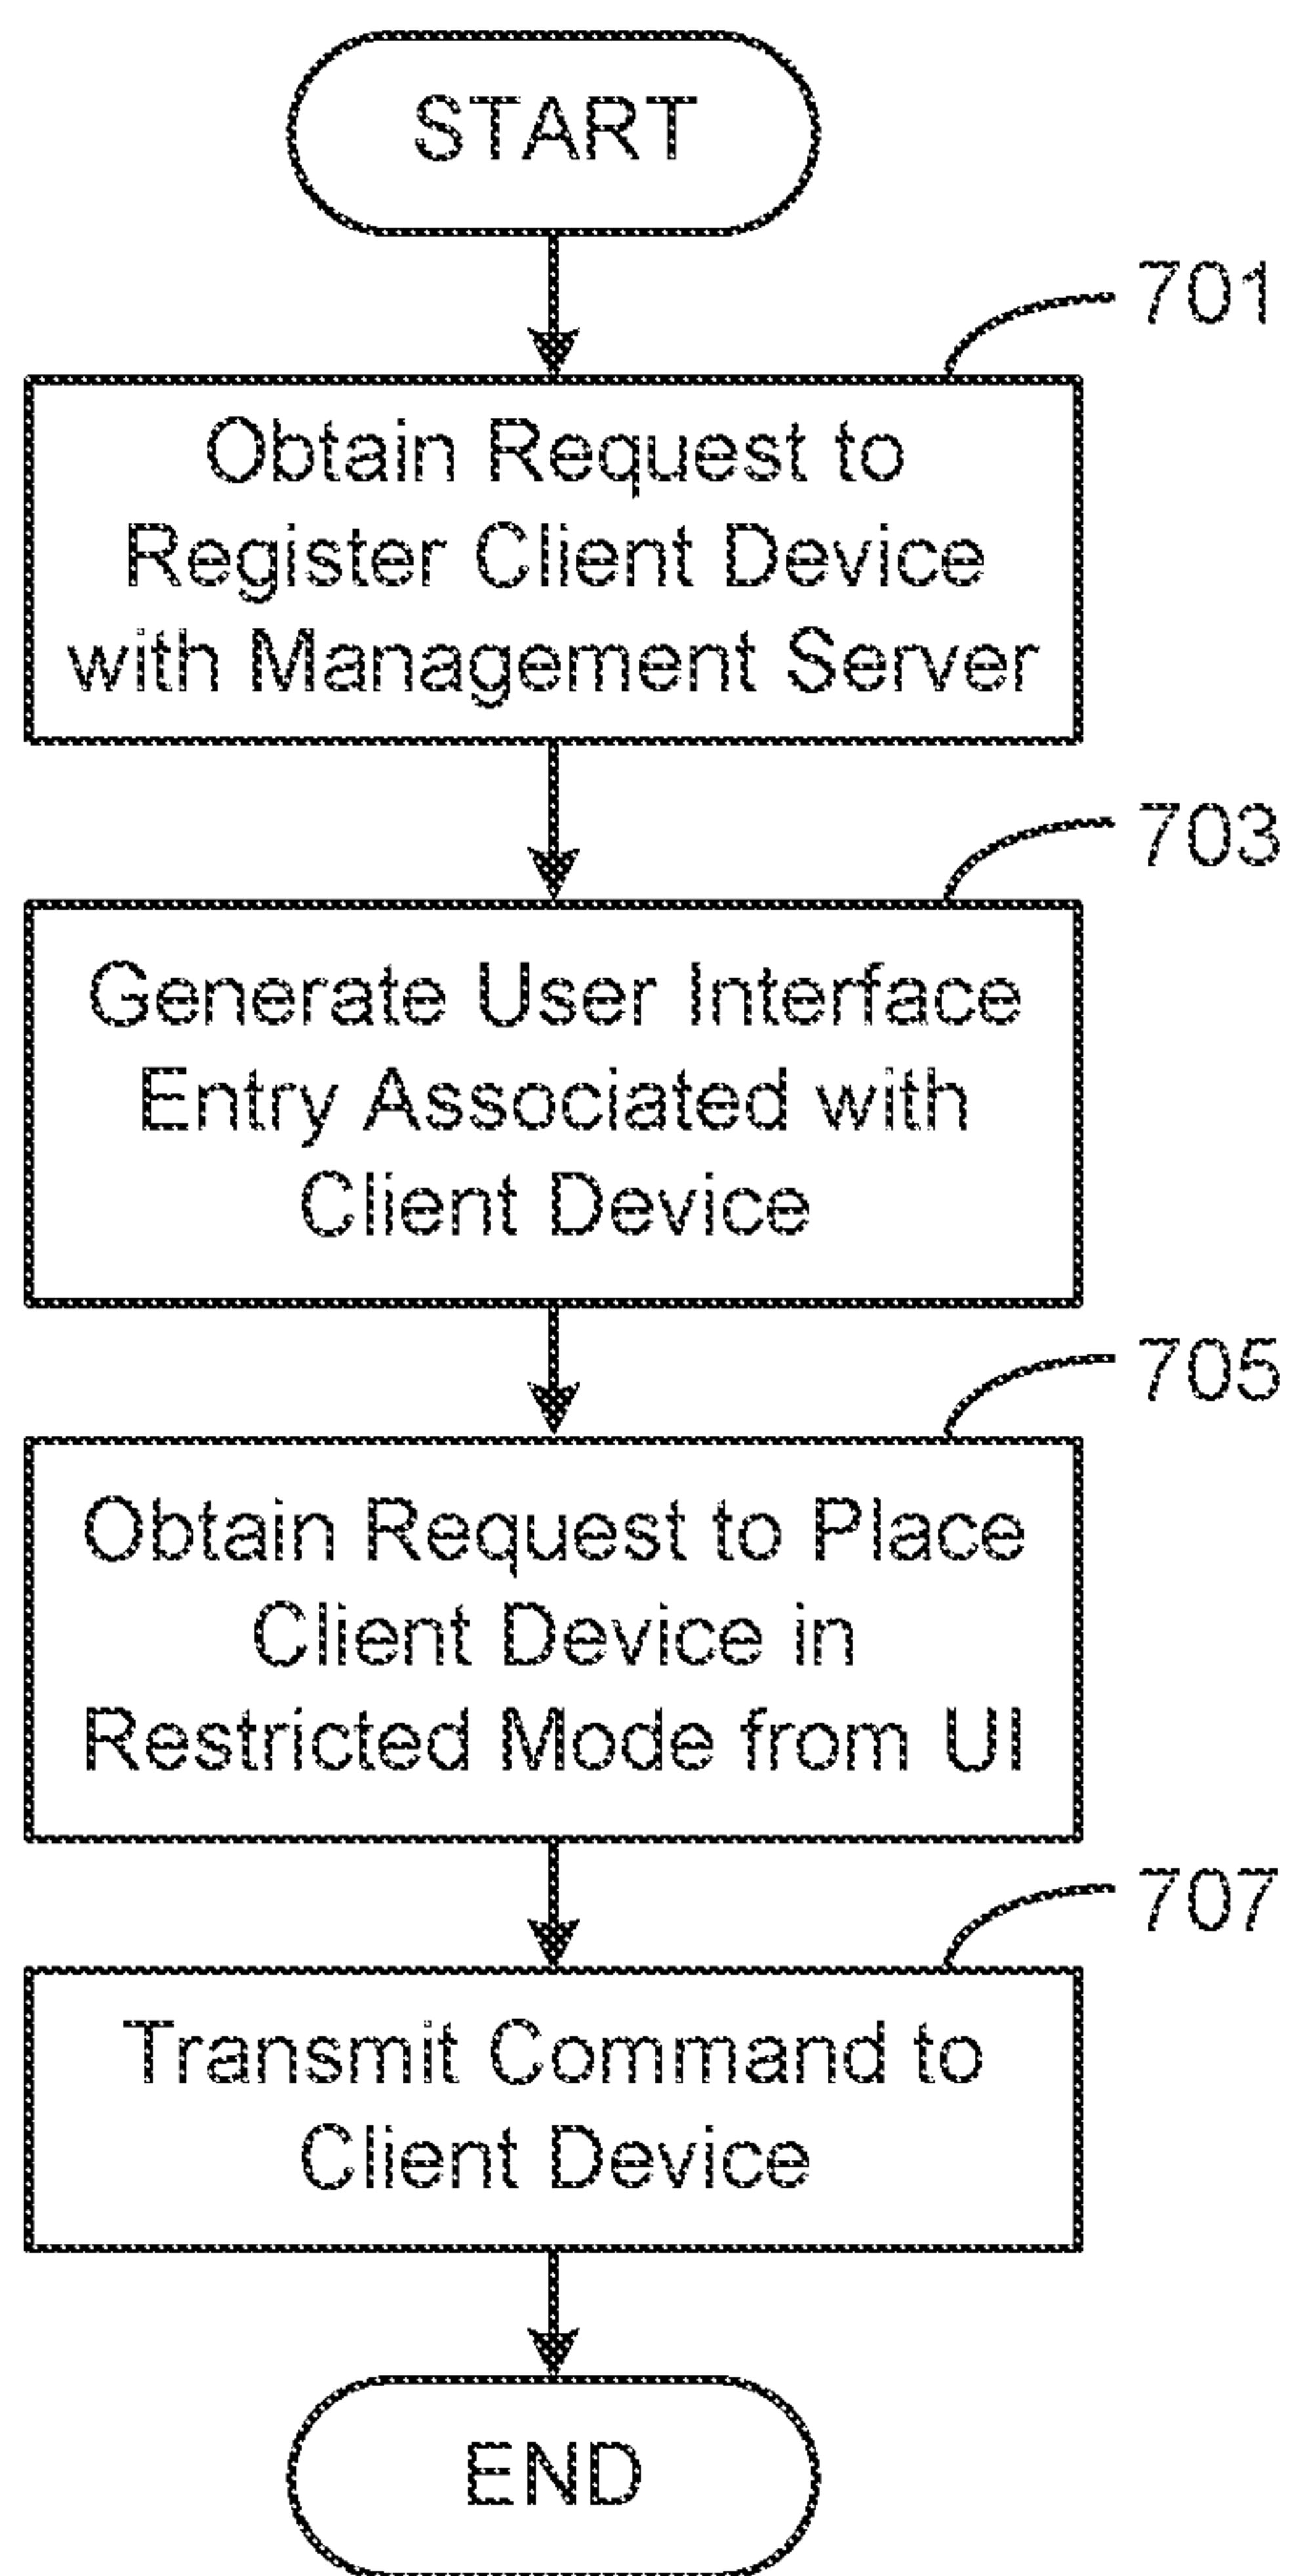 START
701
Obtain Request to
Register Client Device
with Management Server
703
Generate User Interface
Entry Associated with
Client Device
705
Obtain Request to Place
Client Device in
Restricted Mode from UI
707
Transmit Command to
Client Device
END